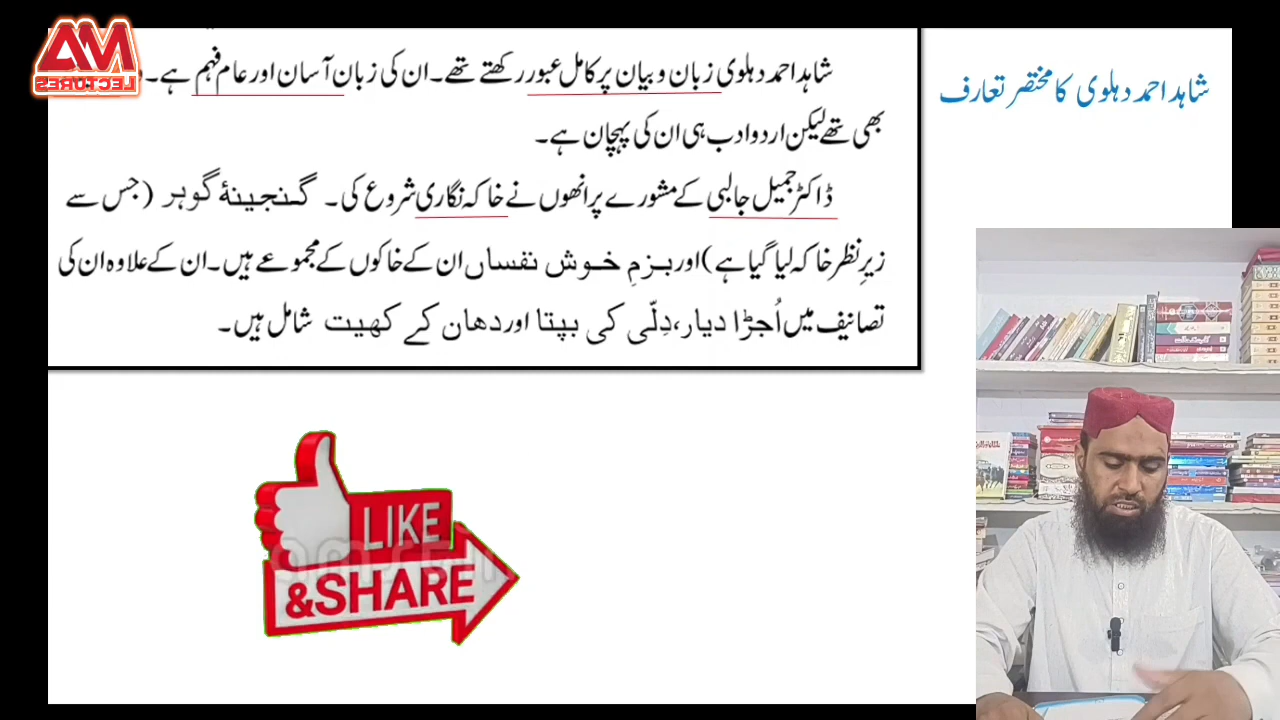 MA
LECTURES
شاہد احمد دہلوی کا مختصر تعارف
شاہد احمد دہلوی زبان و بیان پر کامل عبور رکھتے تھے۔ ان کی زبان آسان اور عام فہم ہے۔
بھی تھے لیکن اردو ادب ہی ان کی پہچان ہے۔
ڈاکٹر جمیل جالبی کے مشورے پر انھوں نے خاکہ نگاری شروع کی۔ گنجینۂ گوہر (جس سے
زیرِ نظر خاکہ لیا گیا ہے) اور بزمِ خوش نفساں ان کے خاکوں کے مجموعے ہیں۔ ان کے علاوہ ان کی
تصانیف میں اُجڑا دیار، دِلّی کی بپتا اور دھان کے کھیت شامل ہیں۔
LIKE
&SHARE